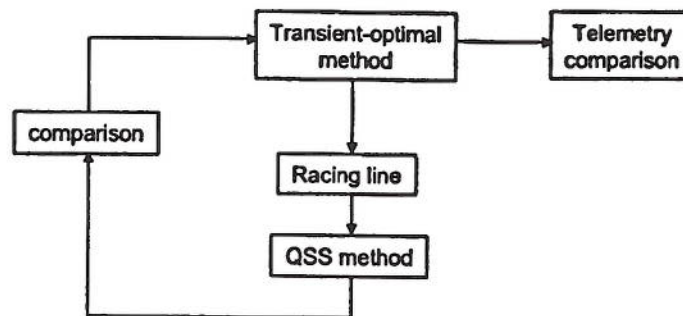 Transient-optimal
method
Telemetry
comparison
comparison
Racing line
QSS method